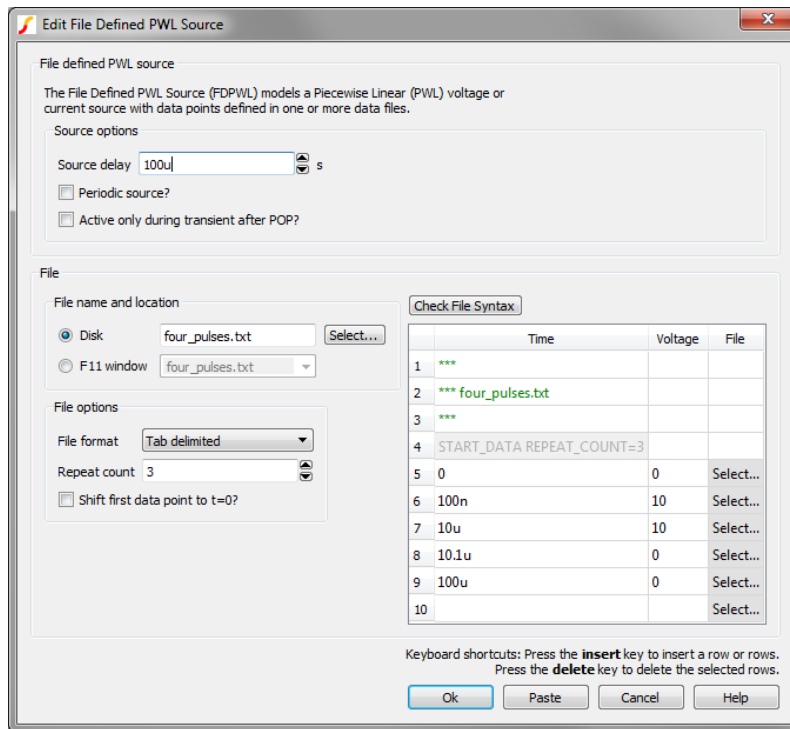 Edit File Defined PWL Source
File defined PWL source
The File Defined PWL Source (FDPWL) models a Piecewise Linear (PWL) voltage or
current source with data points defined in one or more data files.
Source options
Source delay 100u s
Periodic source?
Active only during transient after POP?
File
File name and location
Disk four_pulses.txt Select...
F11 window four_pulses.txt
File options
File format Tab delimited
Repeat count 3
Shift first data point to t=0?
Check File Syntax
Time Voltage File
1 ***
2 *** four_pulses.txt
3 ***
4 START_DATA REPEAT_COUNT=3
5 0 0 Select...
6 100n 10 Select...
7 10u 10 Select...
8 10.1u 0 Select...
9 100u 0 Select...
10 Select...
Keyboard shortcuts: Press the insert key to insert a row or rows.
Press the delete key to delete the selected rows.
Ok Paste Cancel Help